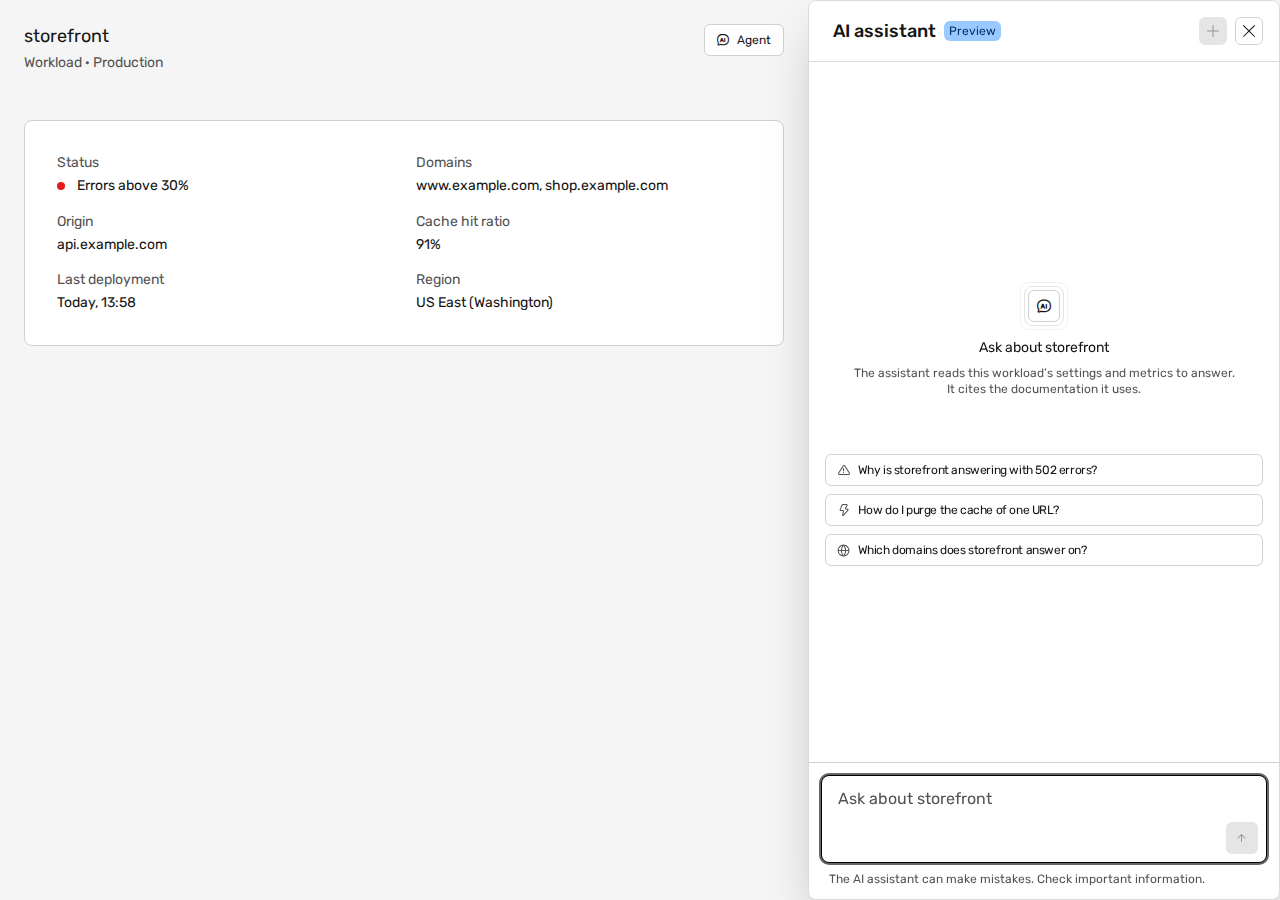 storefront
Workload • Production
AI Agent
Status
Errors above 30%
Domains
www.example.com, shop.example.com
Origin
api.example.com
Cache hit ratio
91%
Last deployment
Today, 13:58
Region
US East (Washington)
AI assistant Preview
AI
Ask about storefront
The assistant reads this workload's settings and metrics to answer.
It cites the documentation it uses.
Why is storefront answering with 502 errors?
How do I purge the cache of one URL?
Which domains does storefront answer on?
Ask about storefront
The AI assistant can make mistakes. Check important information.